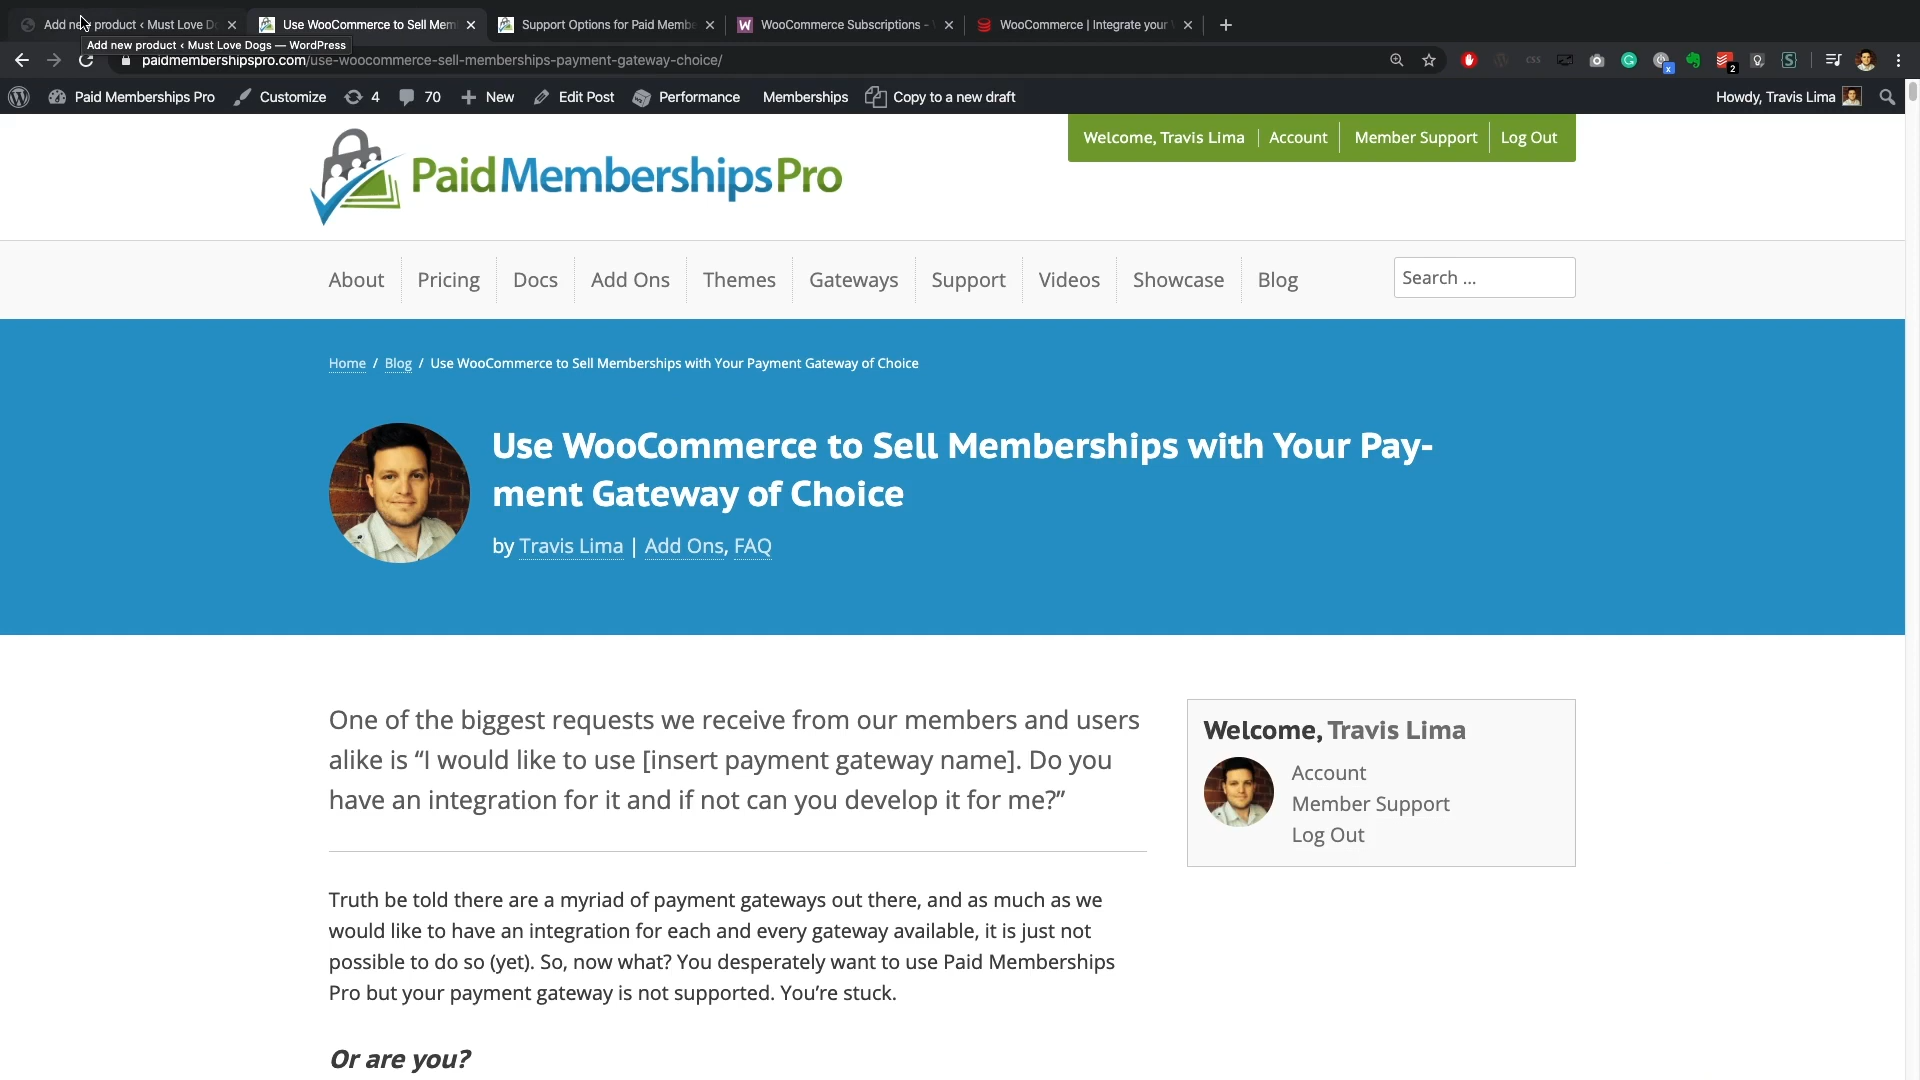 Add new product ‹ Must Love Do
Use WooCommerce to Sell Mem
Support Options for Paid Membe
WooCommerce Subscriptions -
WooCommerce | Integrate your
Add new product ‹ Must Love Dogs — WordPress
paidmembershipspro.com/use-woocommerce-sell-memberships-payment-gateway-choice/
css
x
2
Paid Memberships Pro
Customize
4
70
New
Edit Post
Performance
Memberships
Copy to a new draft
Howdy, Travis Lima
Welcome, Travis Lima
Account
Member Support
Log Out
PaidMembershipsPro
About
Pricing
Docs
Add Ons
Themes
Gateways
Support
Videos
Showcase
Blog
Search ...
Home / Blog / Use WooCommerce to Sell Memberships with Your Payment Gateway of Choice
Use WooCommerce to Sell Memberships with Your Pay-
ment Gateway of Choice
by Travis Lima | Add Ons, FAQ
One of the biggest requests we receive from our members and users
alike is “I would like to use [insert payment gateway name]. Do you
have an integration for it and if not can you develop it for me?”
Welcome, Travis Lima
Account
Member Support
Log Out
Truth be told there are a myriad of payment gateways out there, and as much as we
would like to have an integration for each and every gateway available, it is just not
possible to do so (yet). So, now what? You desperately want to use Paid Memberships
Pro but your payment gateway is not supported. You’re stuck.
Or are you?